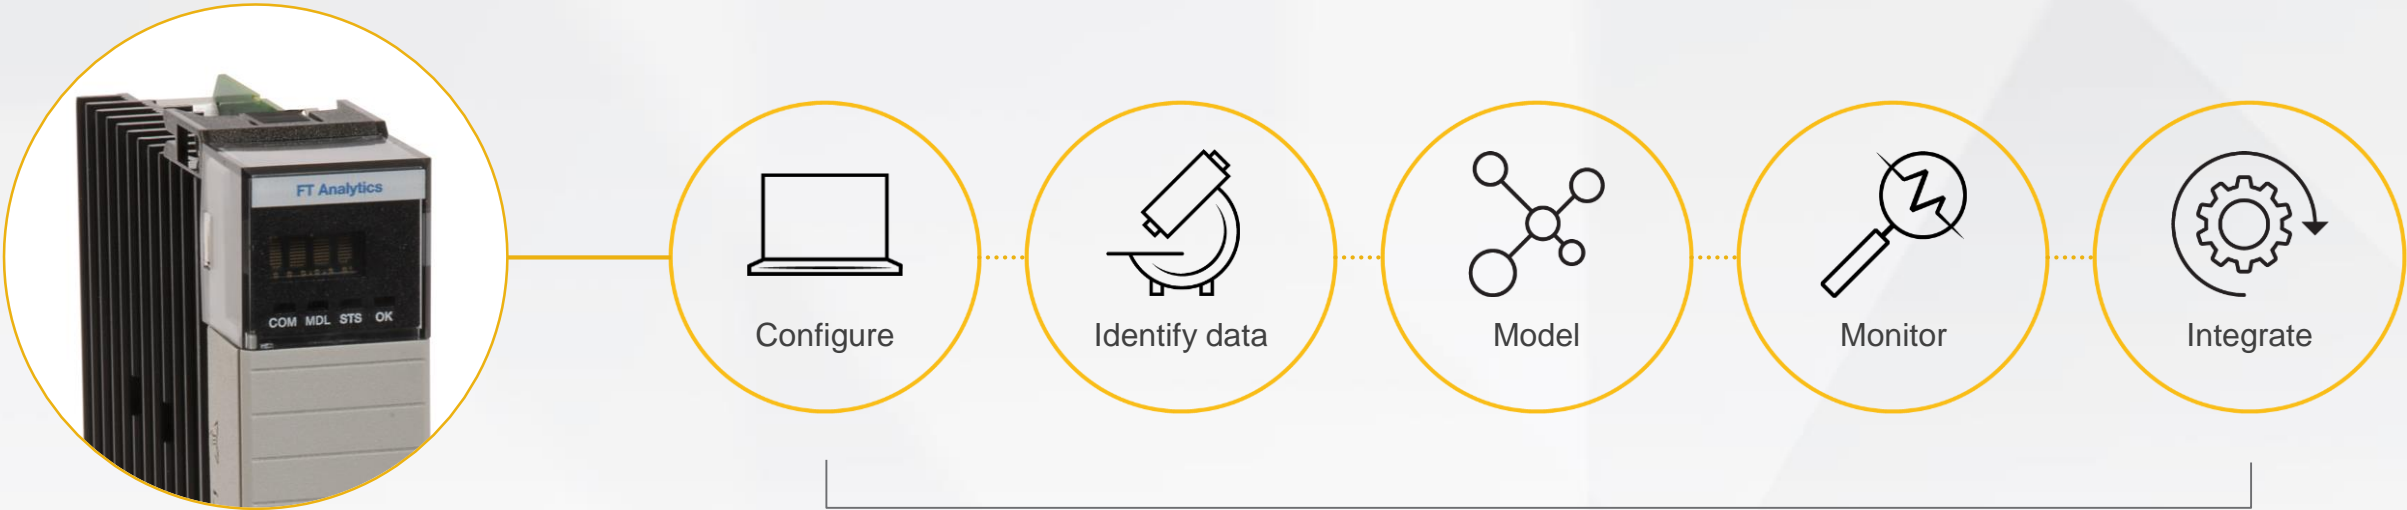 FT Analytics
COM MDL STS OK
Configure
Identify data
Model
Monitor
Integrate